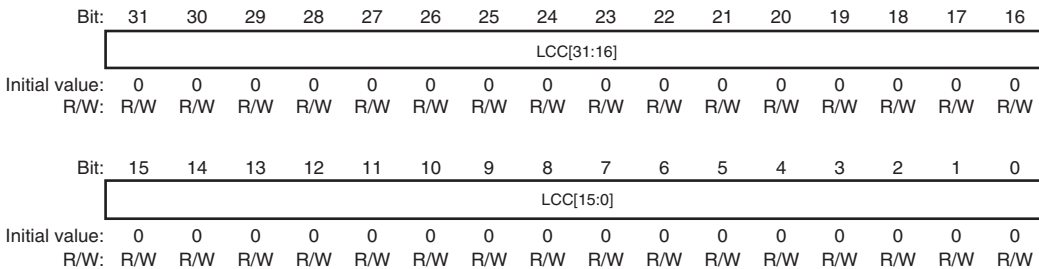 Bit: 31 30 29 28 27 26 25 24 23 22 21 20 19 18 17 16
LCC[31:16]
Initial value: 0 0 0 0 0 0 0 0 0 0 0 0 0 0 0 0
R/W: R/W R/W R/W R/W R/W R/W R/W R/W R/W R/W R/W R/W R/W R/W R/W R/W
Bit: 15 14 13 12 11 10 9 8 7 6 5 4 3 2 1 0
LCC[15:0]
Initial value: 0 0 0 0 0 0 0 0 0 0 0 0 0 0 0 0
R/W: R/W R/W R/W R/W R/W R/W R/W R/W R/W R/W R/W R/W R/W R/W R/W R/W